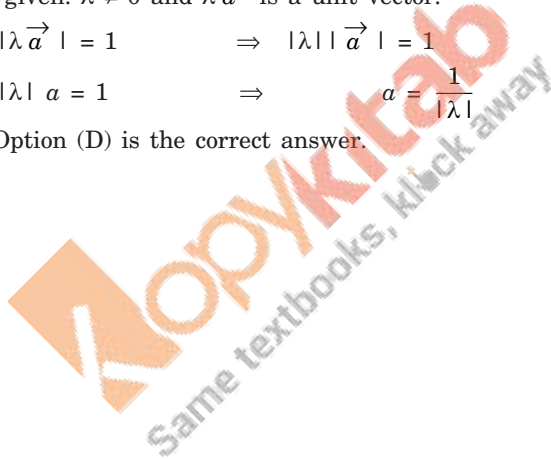 given: λ ≠ 0 and λ a⃗ is a unit vector.
|λ a⃗ | = 1 ⇒ |λ| | a⃗ | = 1
|λ| a = 1 ⇒ a = 1/|λ|
Option (D) is the correct answer.
kopykitab
Same textbooks, klick away